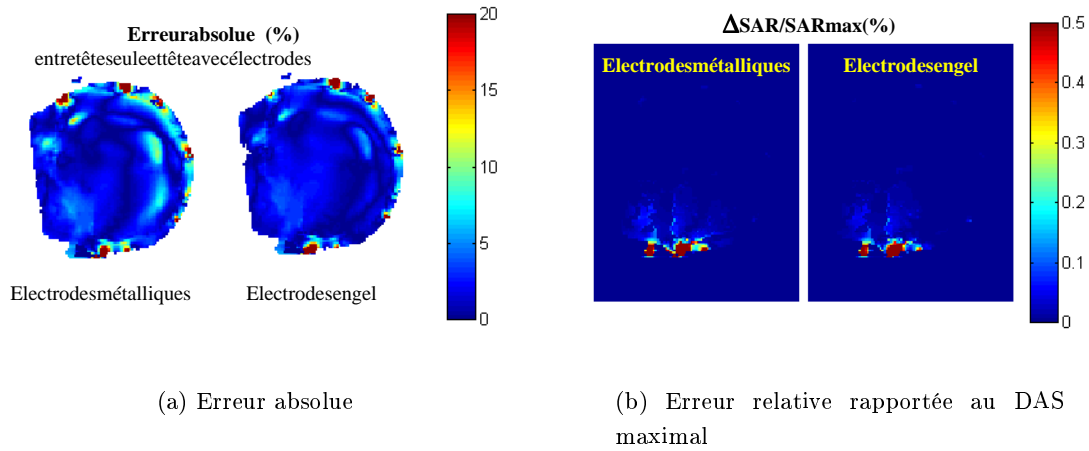 Erreurabsolue (%)
entretêteseuleettêteavecélectrodes
20
15
10
5
0
Electrodesmétalliques
Electrodesengel
(a) Erreur absolue
ΔSAR/SARmax(%)
Electrodesmétalliques
Electrodesengel
0.5
0.4
0.3
0.2
0.1
0
(b) Erreur relative rapportée au DAS
maximal